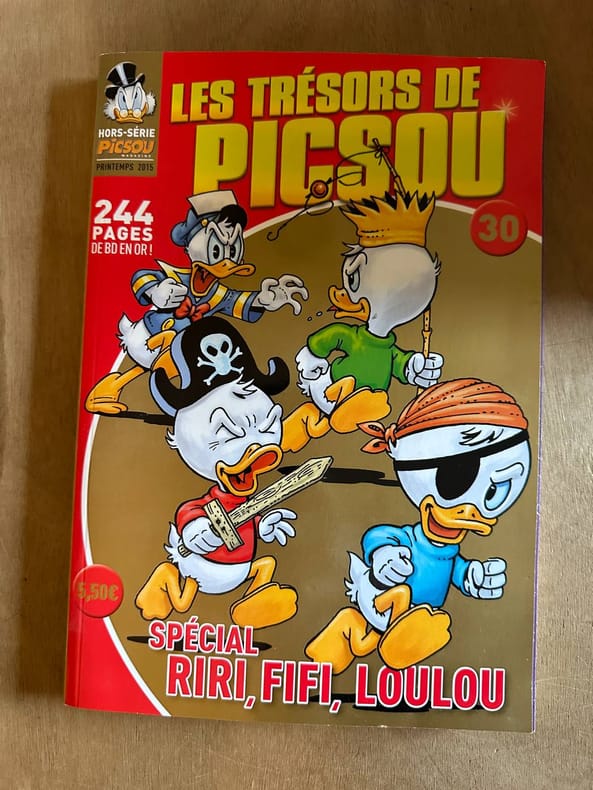 HORS-SÉRIE
PICSOU
MAGAZINE
PRINTEMPS 2015
LES TRÉSORS DE
PICSOU
30
244
PAGES
DE BD EN OR !
5,50€
SPÉCIAL
RIRI, FIFI, LOULOU